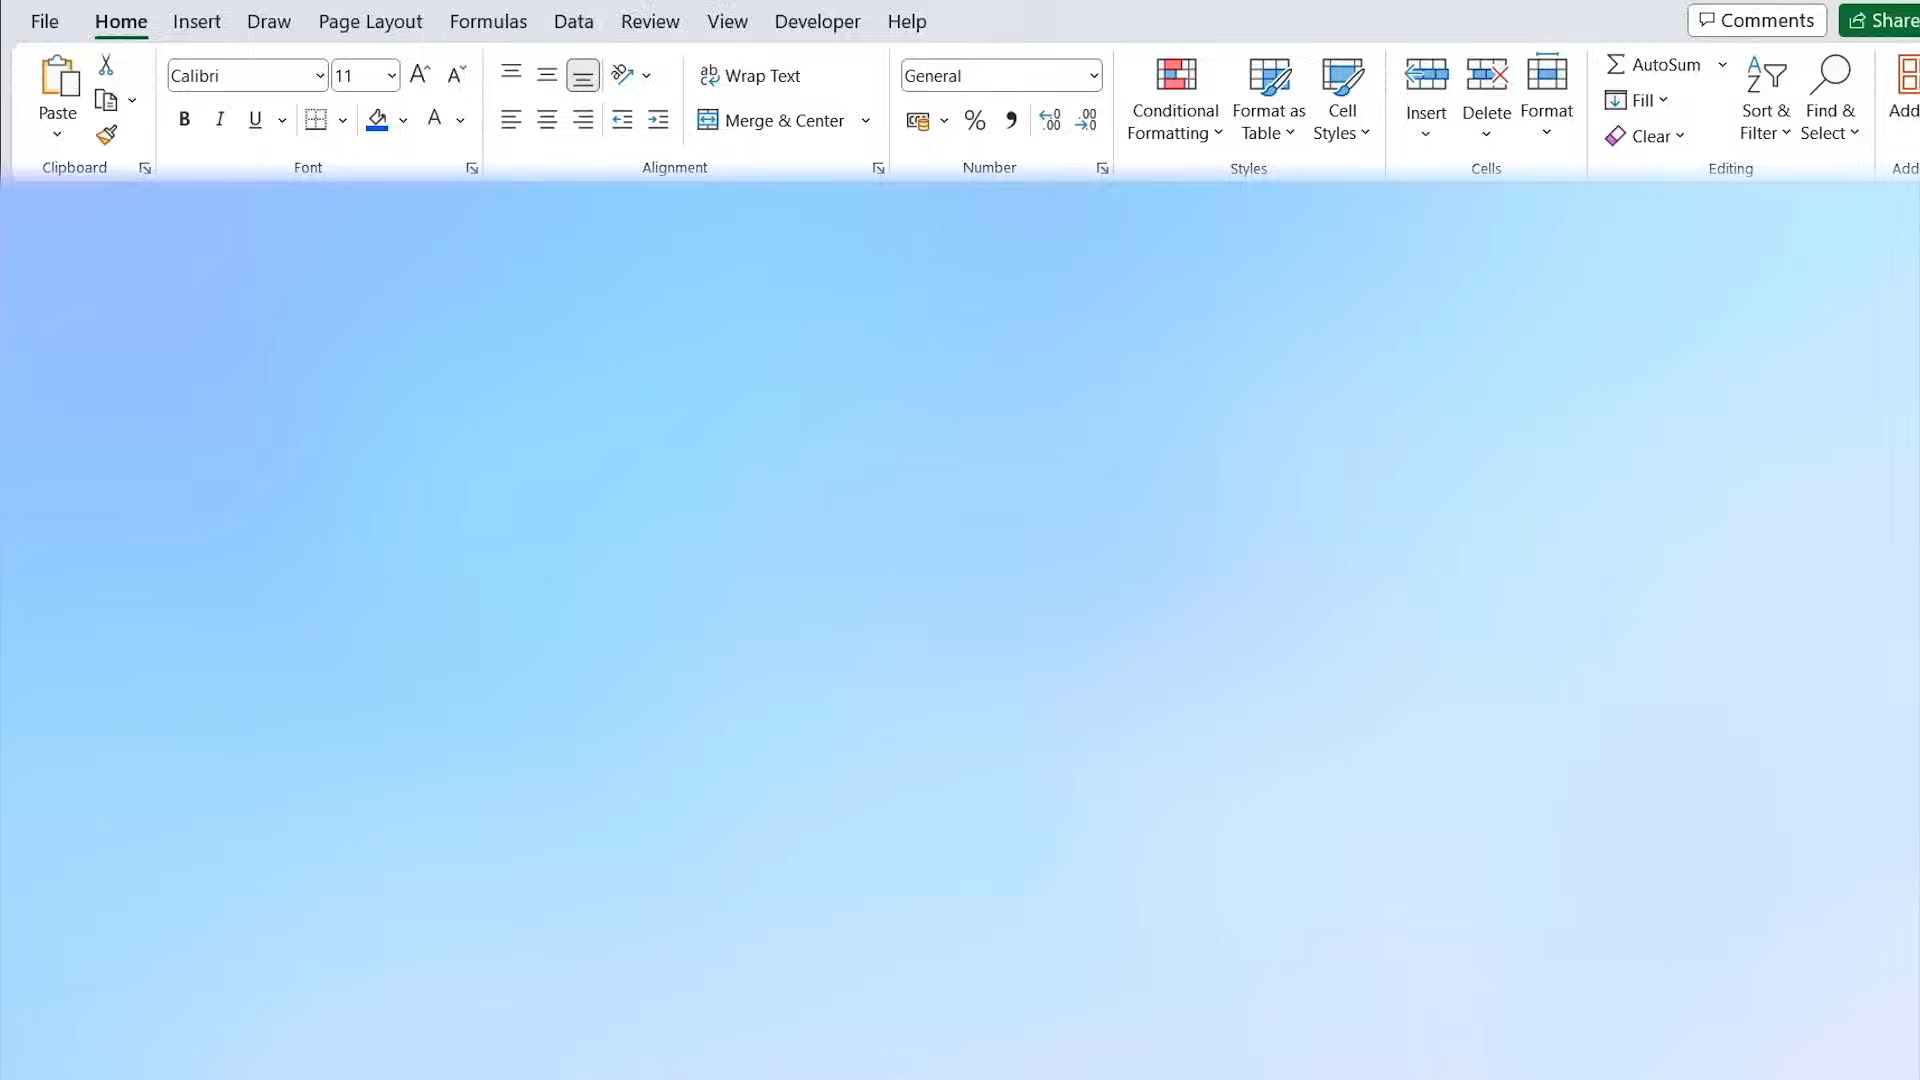 File Home Insert Draw Page Layout Formulas Data Review View Developer Help Comments Share
Calibri 11 ab Wrap Text General AutoSum
Paste Conditional Format as Cell Insert Delete Format Fill Sort & Find & Add
B I U A Merge & Center % Formatting Table Styles Clear Filter Select
Clipboard Font Alignment Number Styles Cells Editing Add